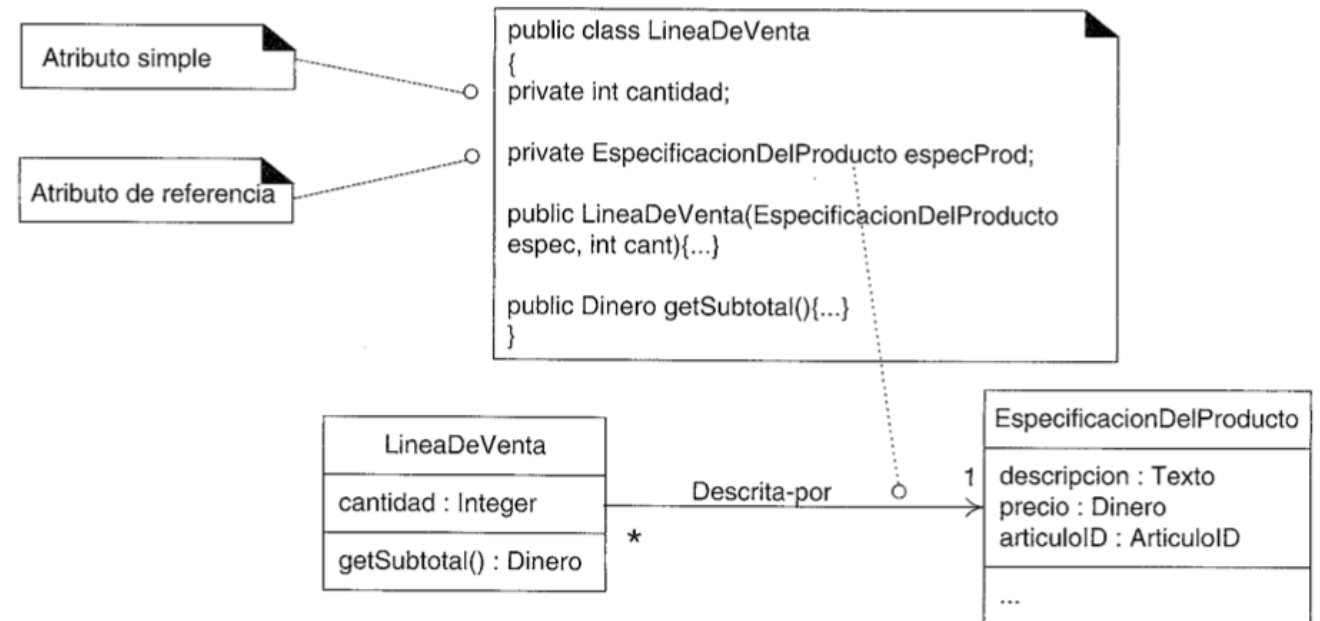 Atributo simple
Atributo de referencia
public class LineaDeVenta
{
private int cantidad;
private EspecificacionDelProducto especProd;
public LineaDeVenta(EspecificacionDelProducto
espec, int cant){...}
public Dinero getSubtotal(){...}
}
LineaDeVenta
cantidad : Integer
getSubtotal() : Dinero
Descrita-por
*
1
EspecificacionDelProducto
descripcion : Texto
precio : Dinero
articuloID : ArticuloID
...